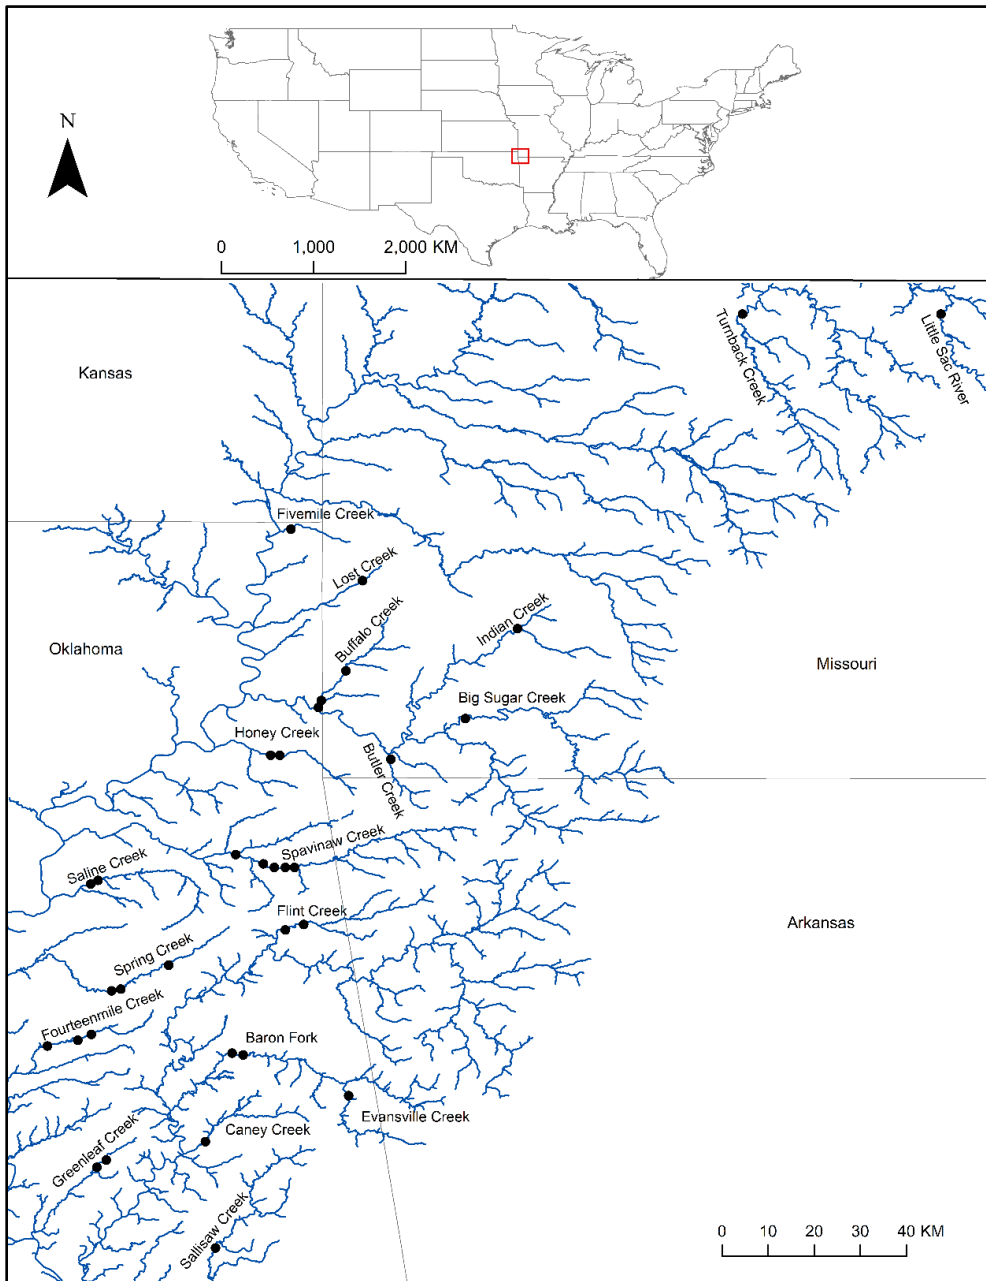 N
0 1,000 2,000 KM
Kansas
Turnback Creek
Little Sac River
Fivemile Creek
Lost Creek
Buffalo Creek
Indian Creek
Oklahoma
Missouri
Big Sugar Creek
Honey Creek
Butler Creek
Spavinaw Creek
Saline Creek
Flint Creek
Arkansas
Spring Creek
Fourteenmile Creek
Baron Fork
Evansville Creek
Caney Creek
Greenleaf Creek
Sallisaw Creek
0 10 20 30 40 KM